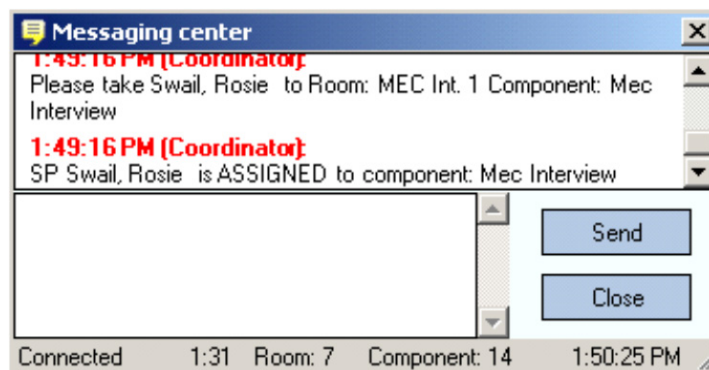 Messaging center
1:49:16 PM (Coordinator):
Please take Swail, Rosie to Room: MEC Int. 1 Component: Mec
Interview
1:49:16 PM (Coordinator):
SP Swail, Rosie is ASSIGNED to component: Mec Interview
Send
Close
Connected 1:31 Room: 7 Component: 14 1:50:25 PM